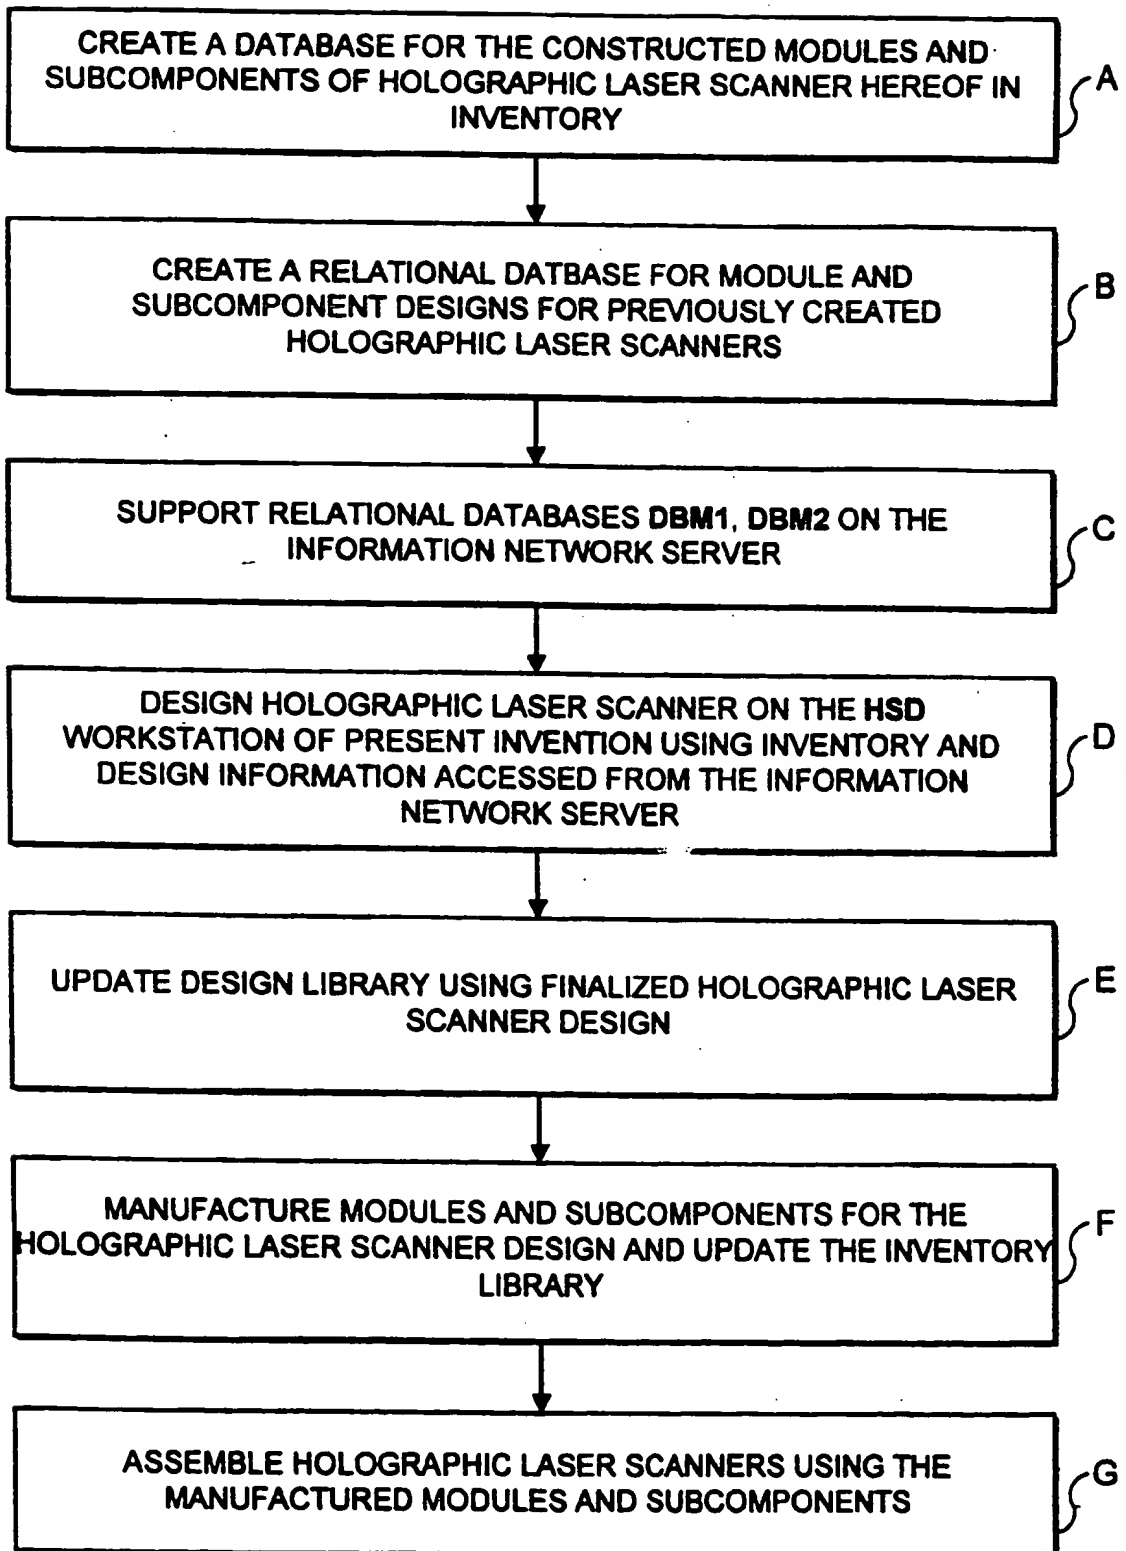 CREATE A DATABASE FOR THE CONSTRUCTED MODULES AND
SUBCOMPONENTS OF HOLOGRAPHIC LASER SCANNER HEREOF IN
INVENTORY
A
CREATE A RELATIONAL DATBASE FOR MODULE AND
SUBCOMPONENT DESIGNS FOR PREVIOUSLY CREATED
HOLOGRAPHIC LASER SCANNERS
B
SUPPORT RELATIONAL DATABASES DBM1, DBM2 ON THE
INFORMATION NETWORK SERVER
C
DESIGN HOLOGRAPHIC LASER SCANNER ON THE HSD
WORKSTATION OF PRESENT INVENTION USING INVENTORY AND
DESIGN INFORMATION ACCESSED FROM THE INFORMATION
NETWORK SERVER
D
UPDATE DESIGN LIBRARY USING FINALIZED HOLOGRAPHIC LASER
SCANNER DESIGN
E
MANUFACTURE MODULES AND SUBCOMPONENTS FOR THE
HOLOGRAPHIC LASER SCANNER DESIGN AND UPDATE THE INVENTORY
LIBRARY
F
ASSEMBLE HOLOGRAPHIC LASER SCANNERS USING THE
MANUFACTURED MODULES AND SUBCOMPONENTS
G